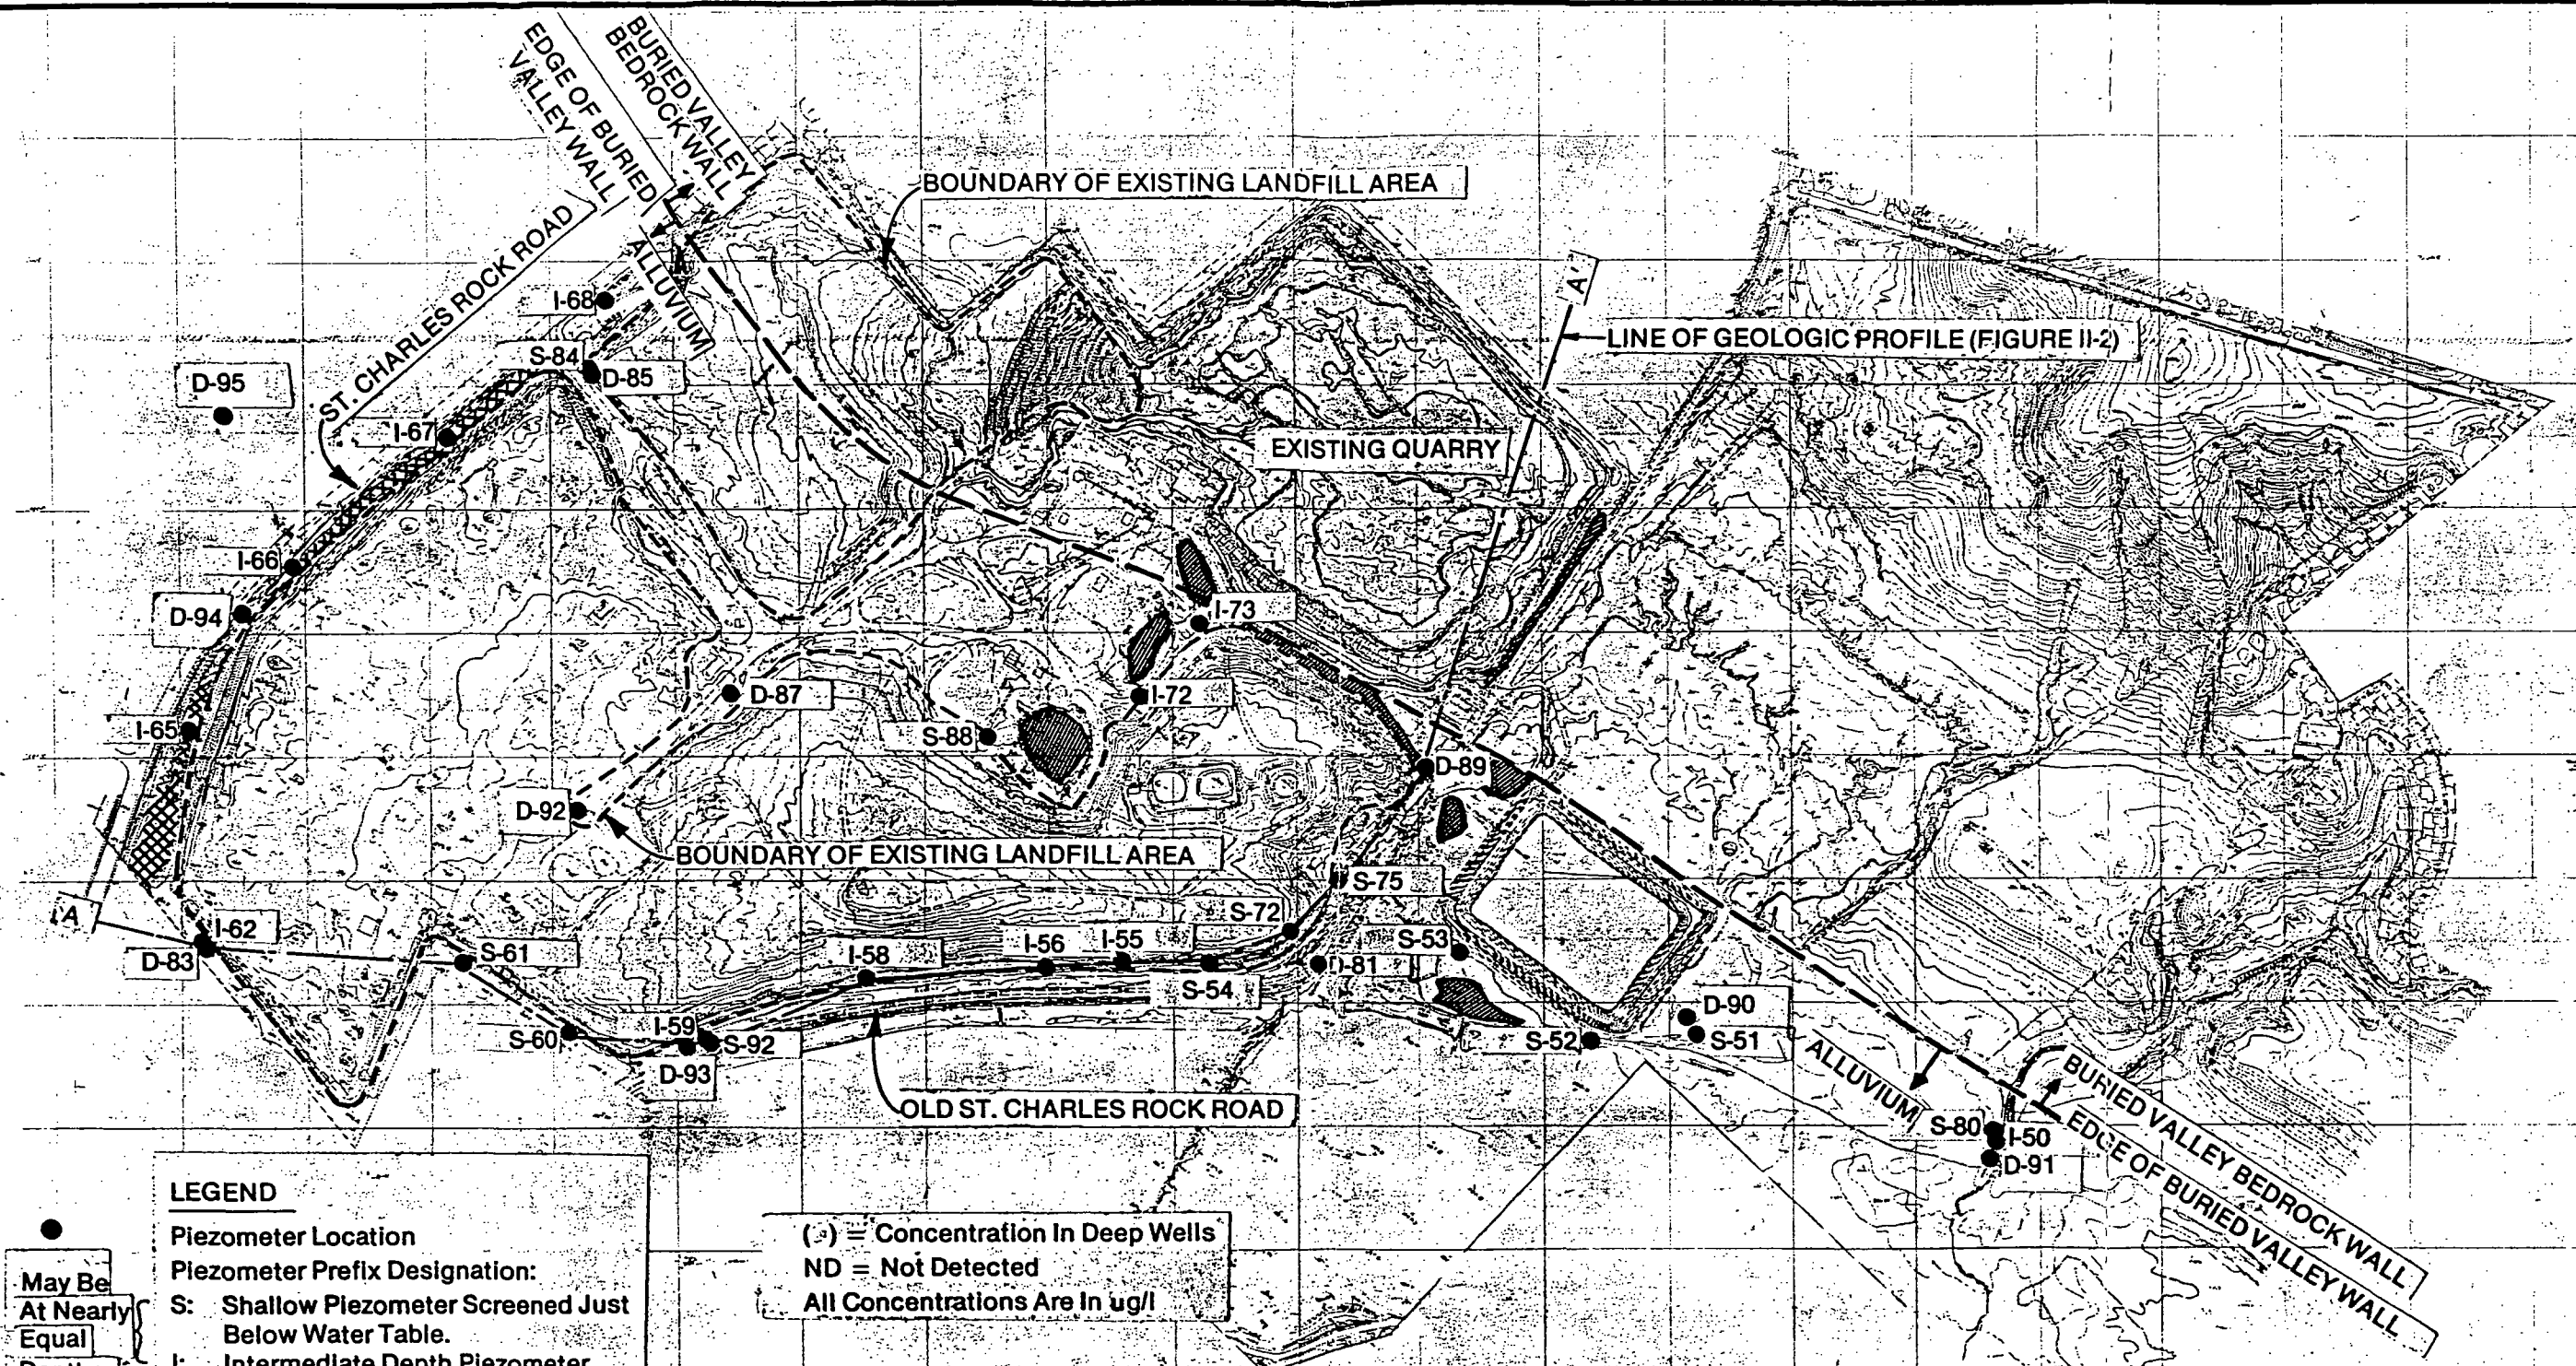 BURIED VALLEY
BEDROCK WALL
EDGE OF BURIED
VALLEY WALL
BOUNDARY OF EXISTING LANDFILL AREA
ST. CHARLES ROCK ROAD
ALLUVIUM
A'
LINE OF GEOLOGIC PROFILE (FIGURE II-2)
I-68
S-84
D-85
D-95
I-67
EXISTING QUARRY
I-66
D-94
I-73
D-87
I-72
I-65
S-88
D-89
D-92
BOUNDARY OF EXISTING LANDFILL AREA
S-75
A
I-62
D-83
S-61
I-58
I-56
I-55
S-72
S-53
D-81
S-54
D-90
S-51
S-52
S-60
I-59
S-92
D-93
OLD ST. CHARLES ROCK ROAD
ALLUVIUM
S-80
I-50
D-91
BURIED VALLEY BEDROCK WALL
EDGE OF BURIED VALLEY WALL
LEGEND
Piezometer Location
Piezometer Prefix Designation:
S: Shallow Piezometer Screened Just
Below Water Table.
I: Intermediate Depth Piezometer
May Be
At Nearly
Equal
( ) = Concentration In Deep Wells
ND = Not Detected
All Concentrations Are In ug/l